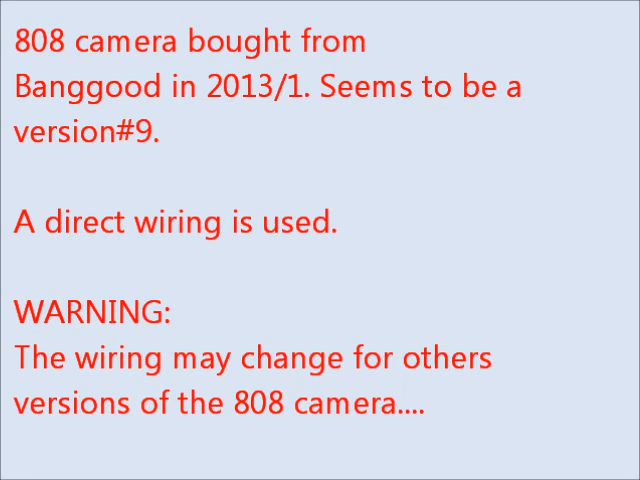 808 camera bought from
Banggood in 2013/1. Seems to be a
version#9.
A direct wiring is used.
WARNING:
The wiring may change for others
versions of the 808 camera....